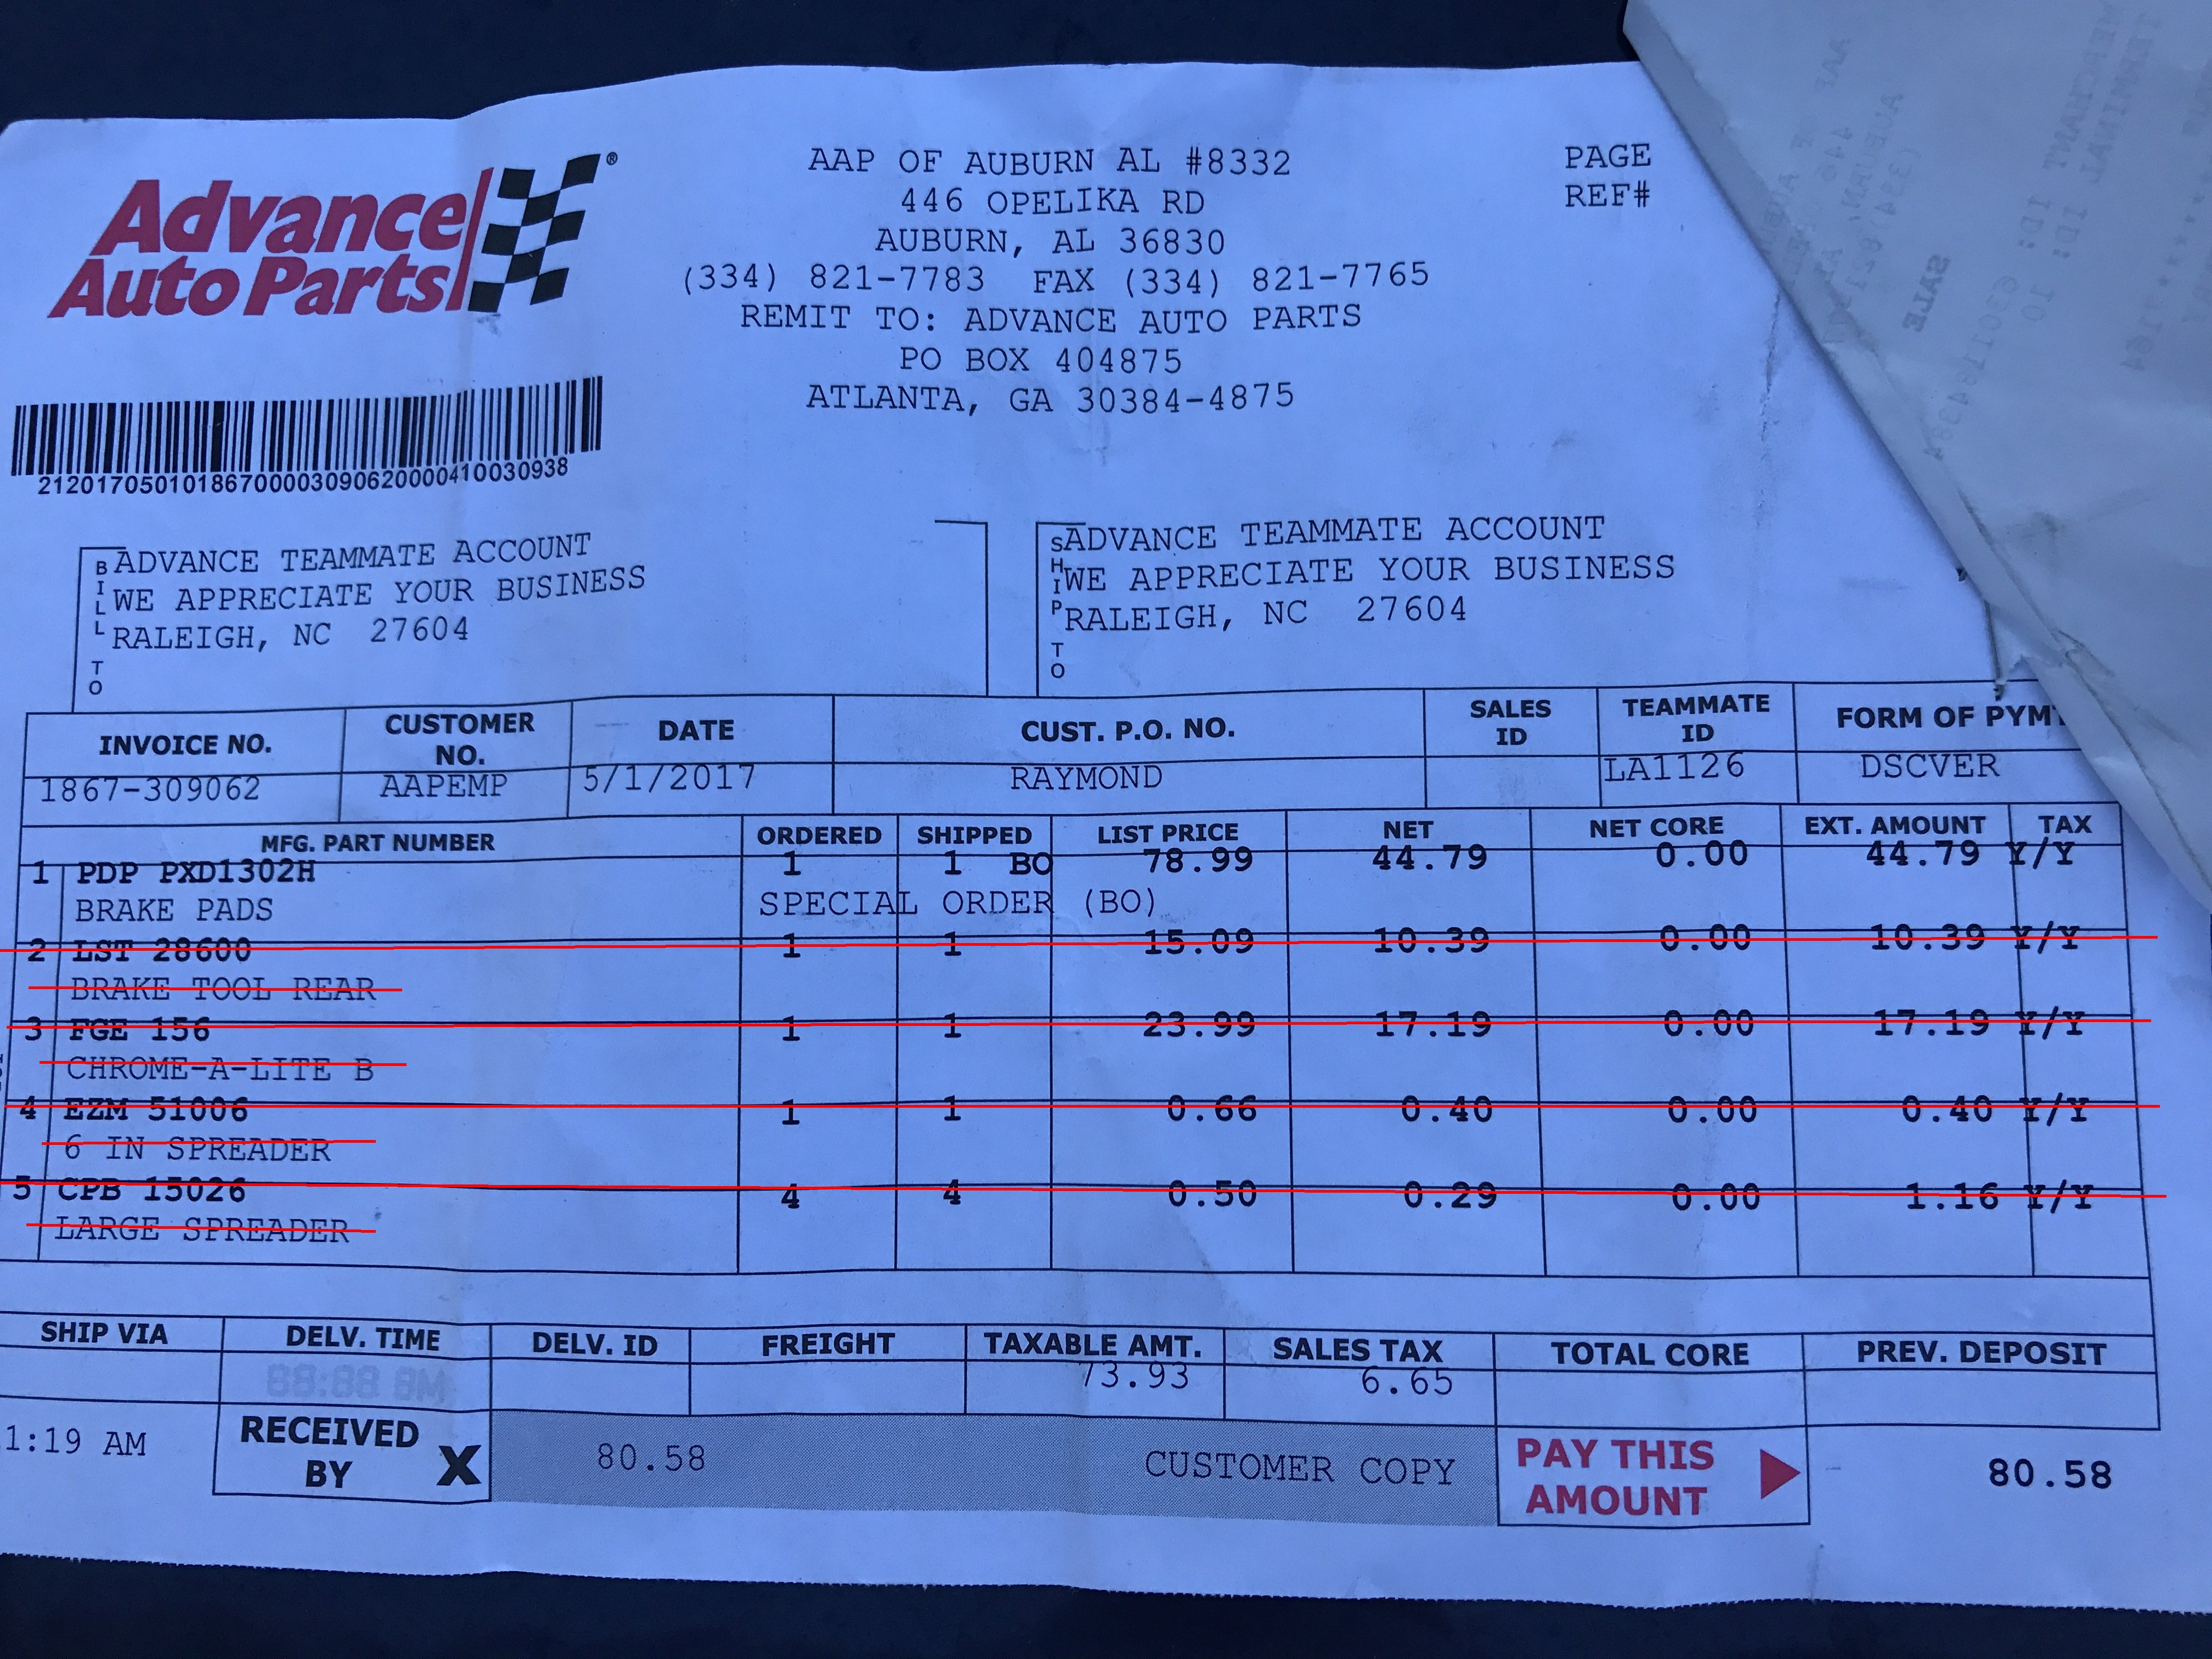 Advance Auto Parts®
AAP OF AUBURN AL #8332
446 OPELIKA RD
AUBURN, AL 36830
(334) 821-7783 FAX (334) 821-7765
REMIT TO: ADVANCE AUTO PARTS
PO BOX 404875
ATLANTA, GA 30384-4875
PAGE
REF#
SALE
21201705010186700003090620000410030938
BILL TO
ADVANCE TEAMMATE ACCOUNT
WE APPRECIATE YOUR BUSINESS
RALEIGH, NC 27604
SHIP TO
ADVANCE TEAMMATE ACCOUNT
WE APPRECIATE YOUR BUSINESS
RALEIGH, NC 27604
INVOICE NO. CUSTOMER NO. DATE CUST. P.O. NO. SALES ID TEAMMATE ID FORM OF PYMT
1867-309062 AAPEMP 5/1/2017 RAYMOND LA1126 DSCVER
MFG. PART NUMBER ORDERED SHIPPED LIST PRICE NET NET CORE EXT. AMOUNT TAX
1 PDP PXD1302H 1 1 BO 78.99 44.79 0.00 44.79 Y/Y
BRAKE PADS SPECIAL ORDER (BO)
2 LST 28600 1 1 15.09 10.39 0.00 10.39 Y/Y
BRAKE TOOL REAR
3 FGE 156 1 1 23.99 17.19 0.00 17.19 Y/Y
CHROME-A-LITE B
4 EZM 51006 1 1 0.66 0.40 0.00 0.40 Y/Y
6 IN SPREADER
5 CPB 15026 4 4 0.50 0.29 0.00 1.16 Y/Y
LARGE SPREADER
SHIP VIA DELV. TIME DELV. ID FREIGHT TAXABLE AMT. SALES TAX TOTAL CORE PREV. DEPOSIT
73.93 6.65
1:19 AM RECEIVED BY X 80.58 CUSTOMER COPY PAY THIS AMOUNT 80.58